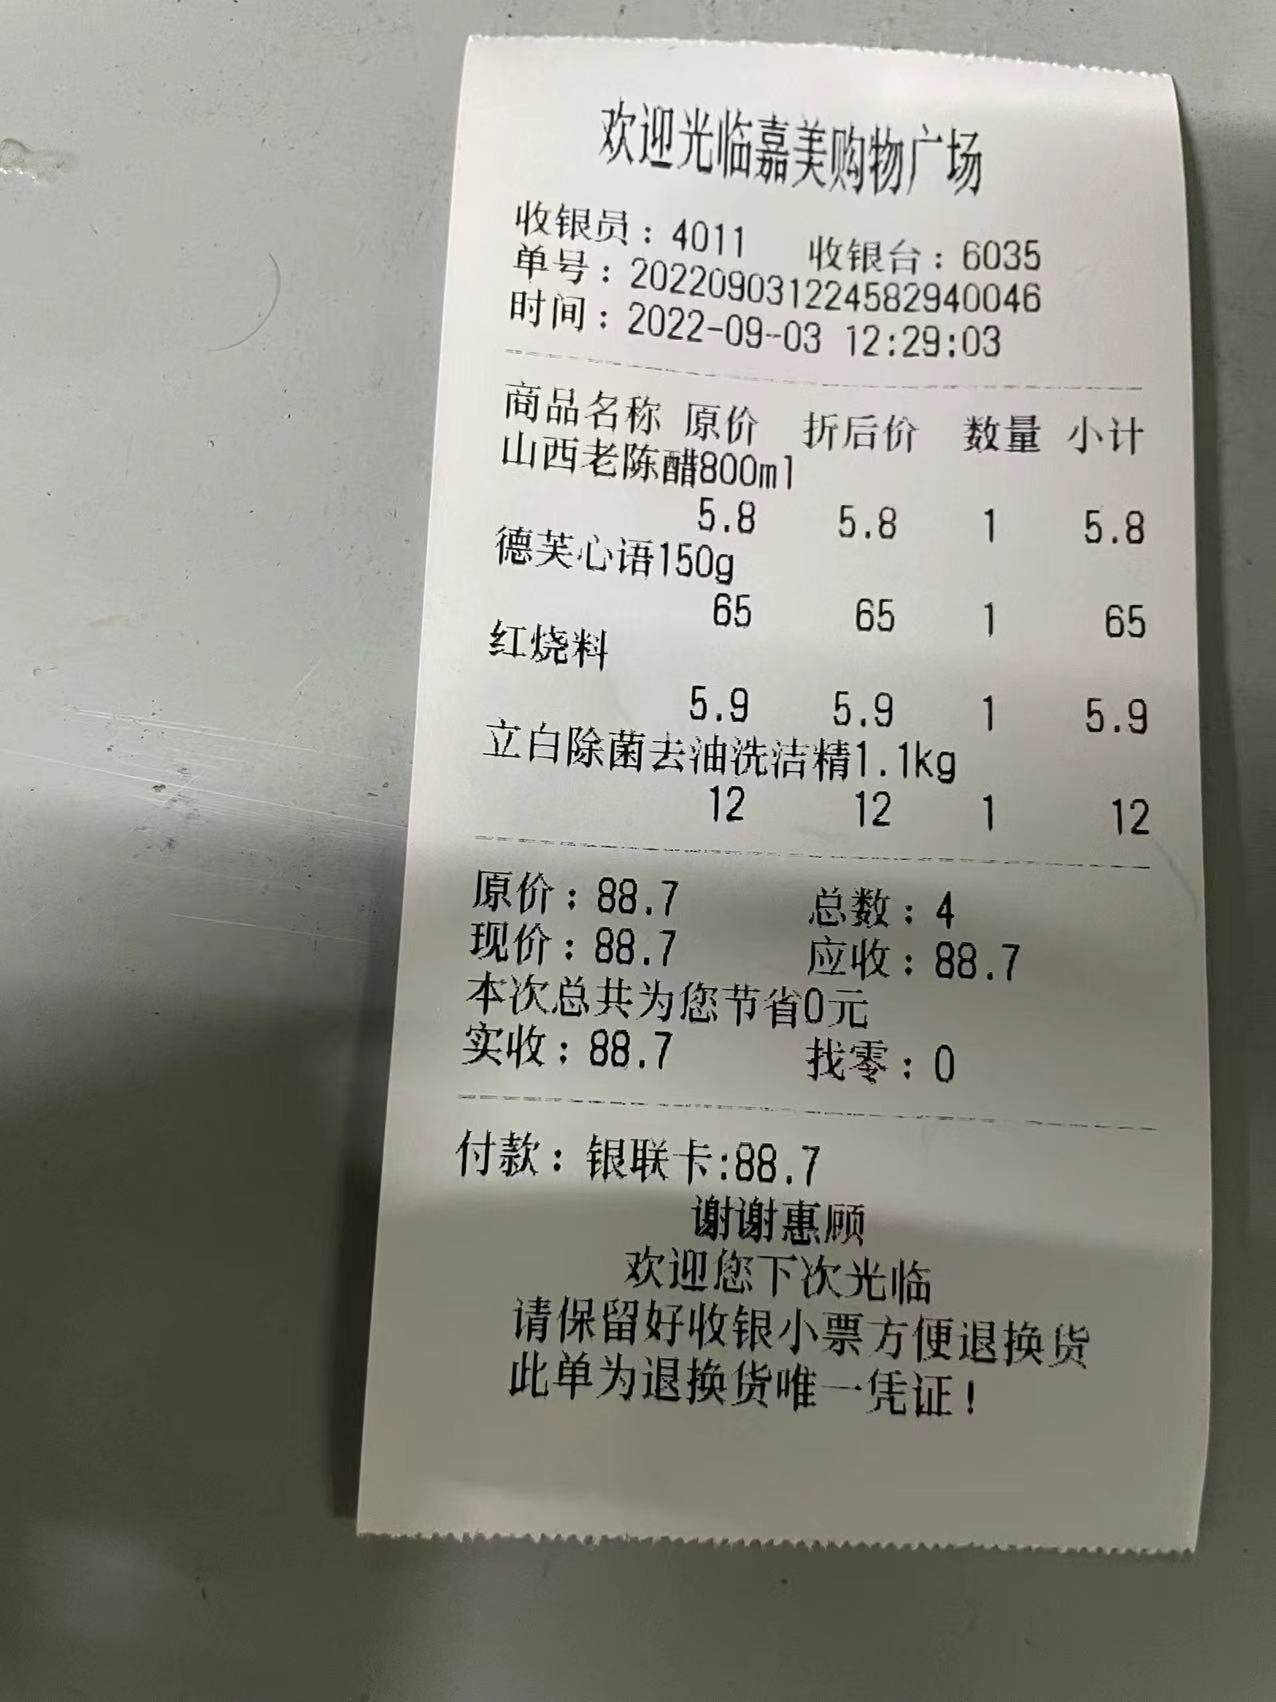 欢迎光临嘉美购物广场
收银员：4011 收银台：6035
单号：202209031224582940046
时间：2022-09-03 12:29:03
商品名称 原价 折后价 数量 小计
山西老陈醋800ml
5.8 5.8 1 5.8
德芙心语150g
65 65 1 65
红烧料
5.9 5.9 1 5.9
立白除菌去油洗洁精1.1kg
12 12 1 12
原价：88.7 总数：4
现价：88.7 应收：88.7
本次总共为您节省0元
实收：88.7 找零：0
付款：银联卡:88.7
谢谢惠顾
欢迎您下次光临
请保留好收银小票方便退换货
此单为退换货唯一凭证！